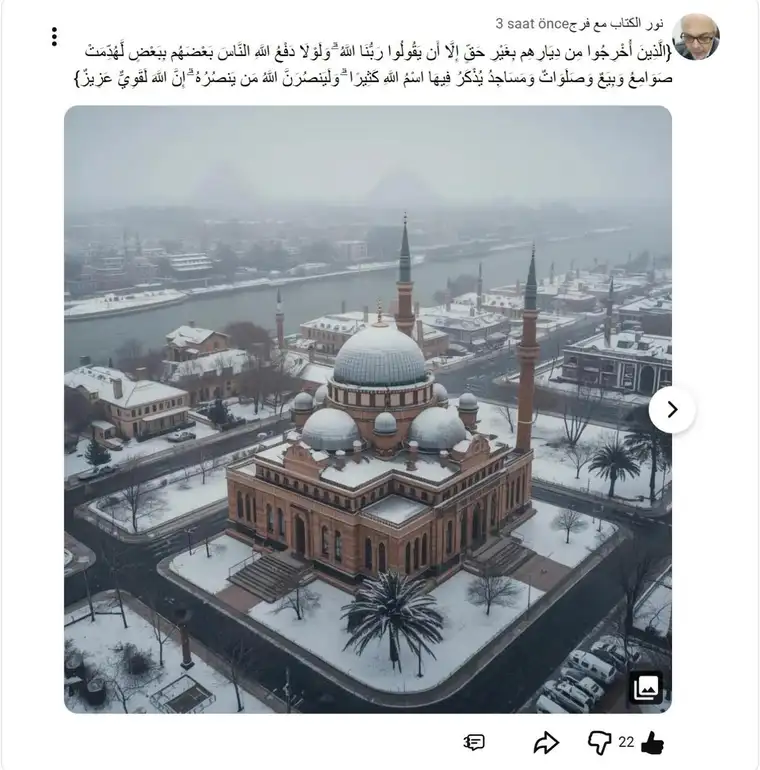 نور الكتاب مع فرج3 saat önce
{الَّذِينَ أُخْرِجُوا مِن دِيَارِهِم بِغَيْرِ حَقٍّ إِلَّا أَن يَقُولُوا رَبُّنَا اللَّهُ ۗ وَلَوْلَا دَفْعُ اللَّهِ النَّاسَ بَعْضَهُم بِبَعْضٍ لَّهُدِّمَتْ
صَوَامِعُ وَبِيَعٌ وَصَلَوَاتٌ وَمَسَاجِدُ يُذْكَرُ فِيهَا اسْمُ اللَّهِ كَثِيرًا ۗ وَلَيَنصُرَنَّ اللَّهُ مَن يَنصُرُهُ ۗ إِنَّ اللَّهَ لَقَوِيٌّ عَزِيزٌ}
22
3